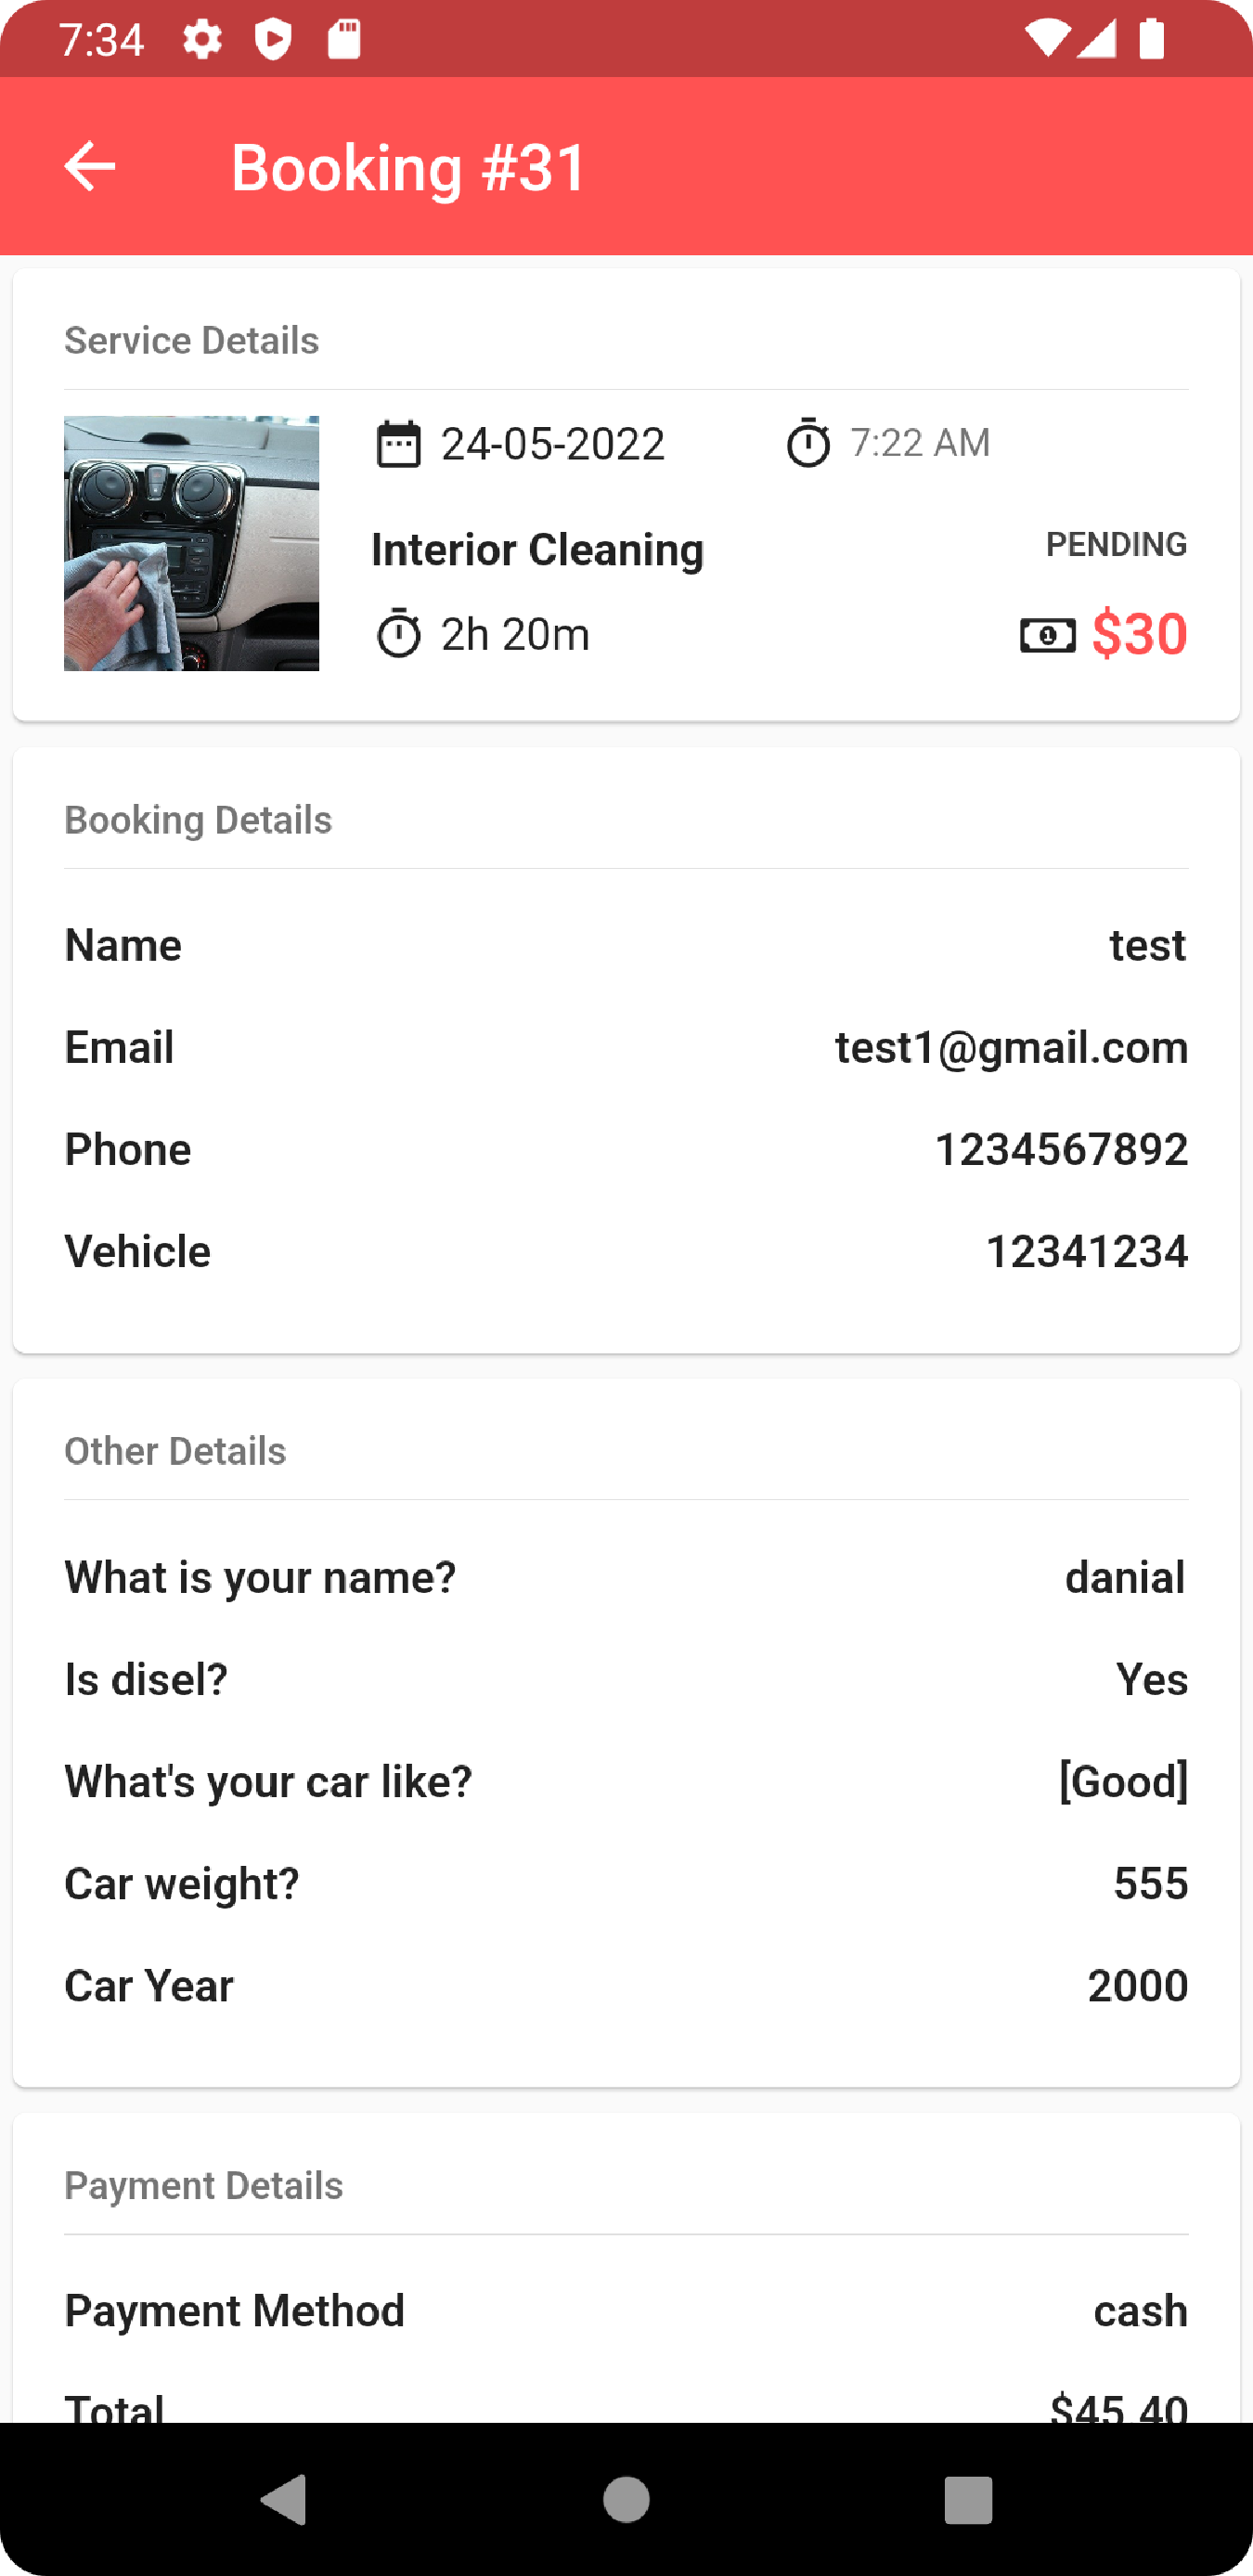 7:34
Booking #31
Service Details
24-05-2022 7:22 AM
Interior Cleaning PENDING
2h 20m $30
Booking Details
Name test
Email test1@gmail.com
Phone 1234567892
Vehicle 12341234
Other Details
What is your name? danial
Is disel? Yes
What's your car like? [Good]
Car weight? 555
Car Year 2000
Payment Details
Payment Method cash
Total $45.40